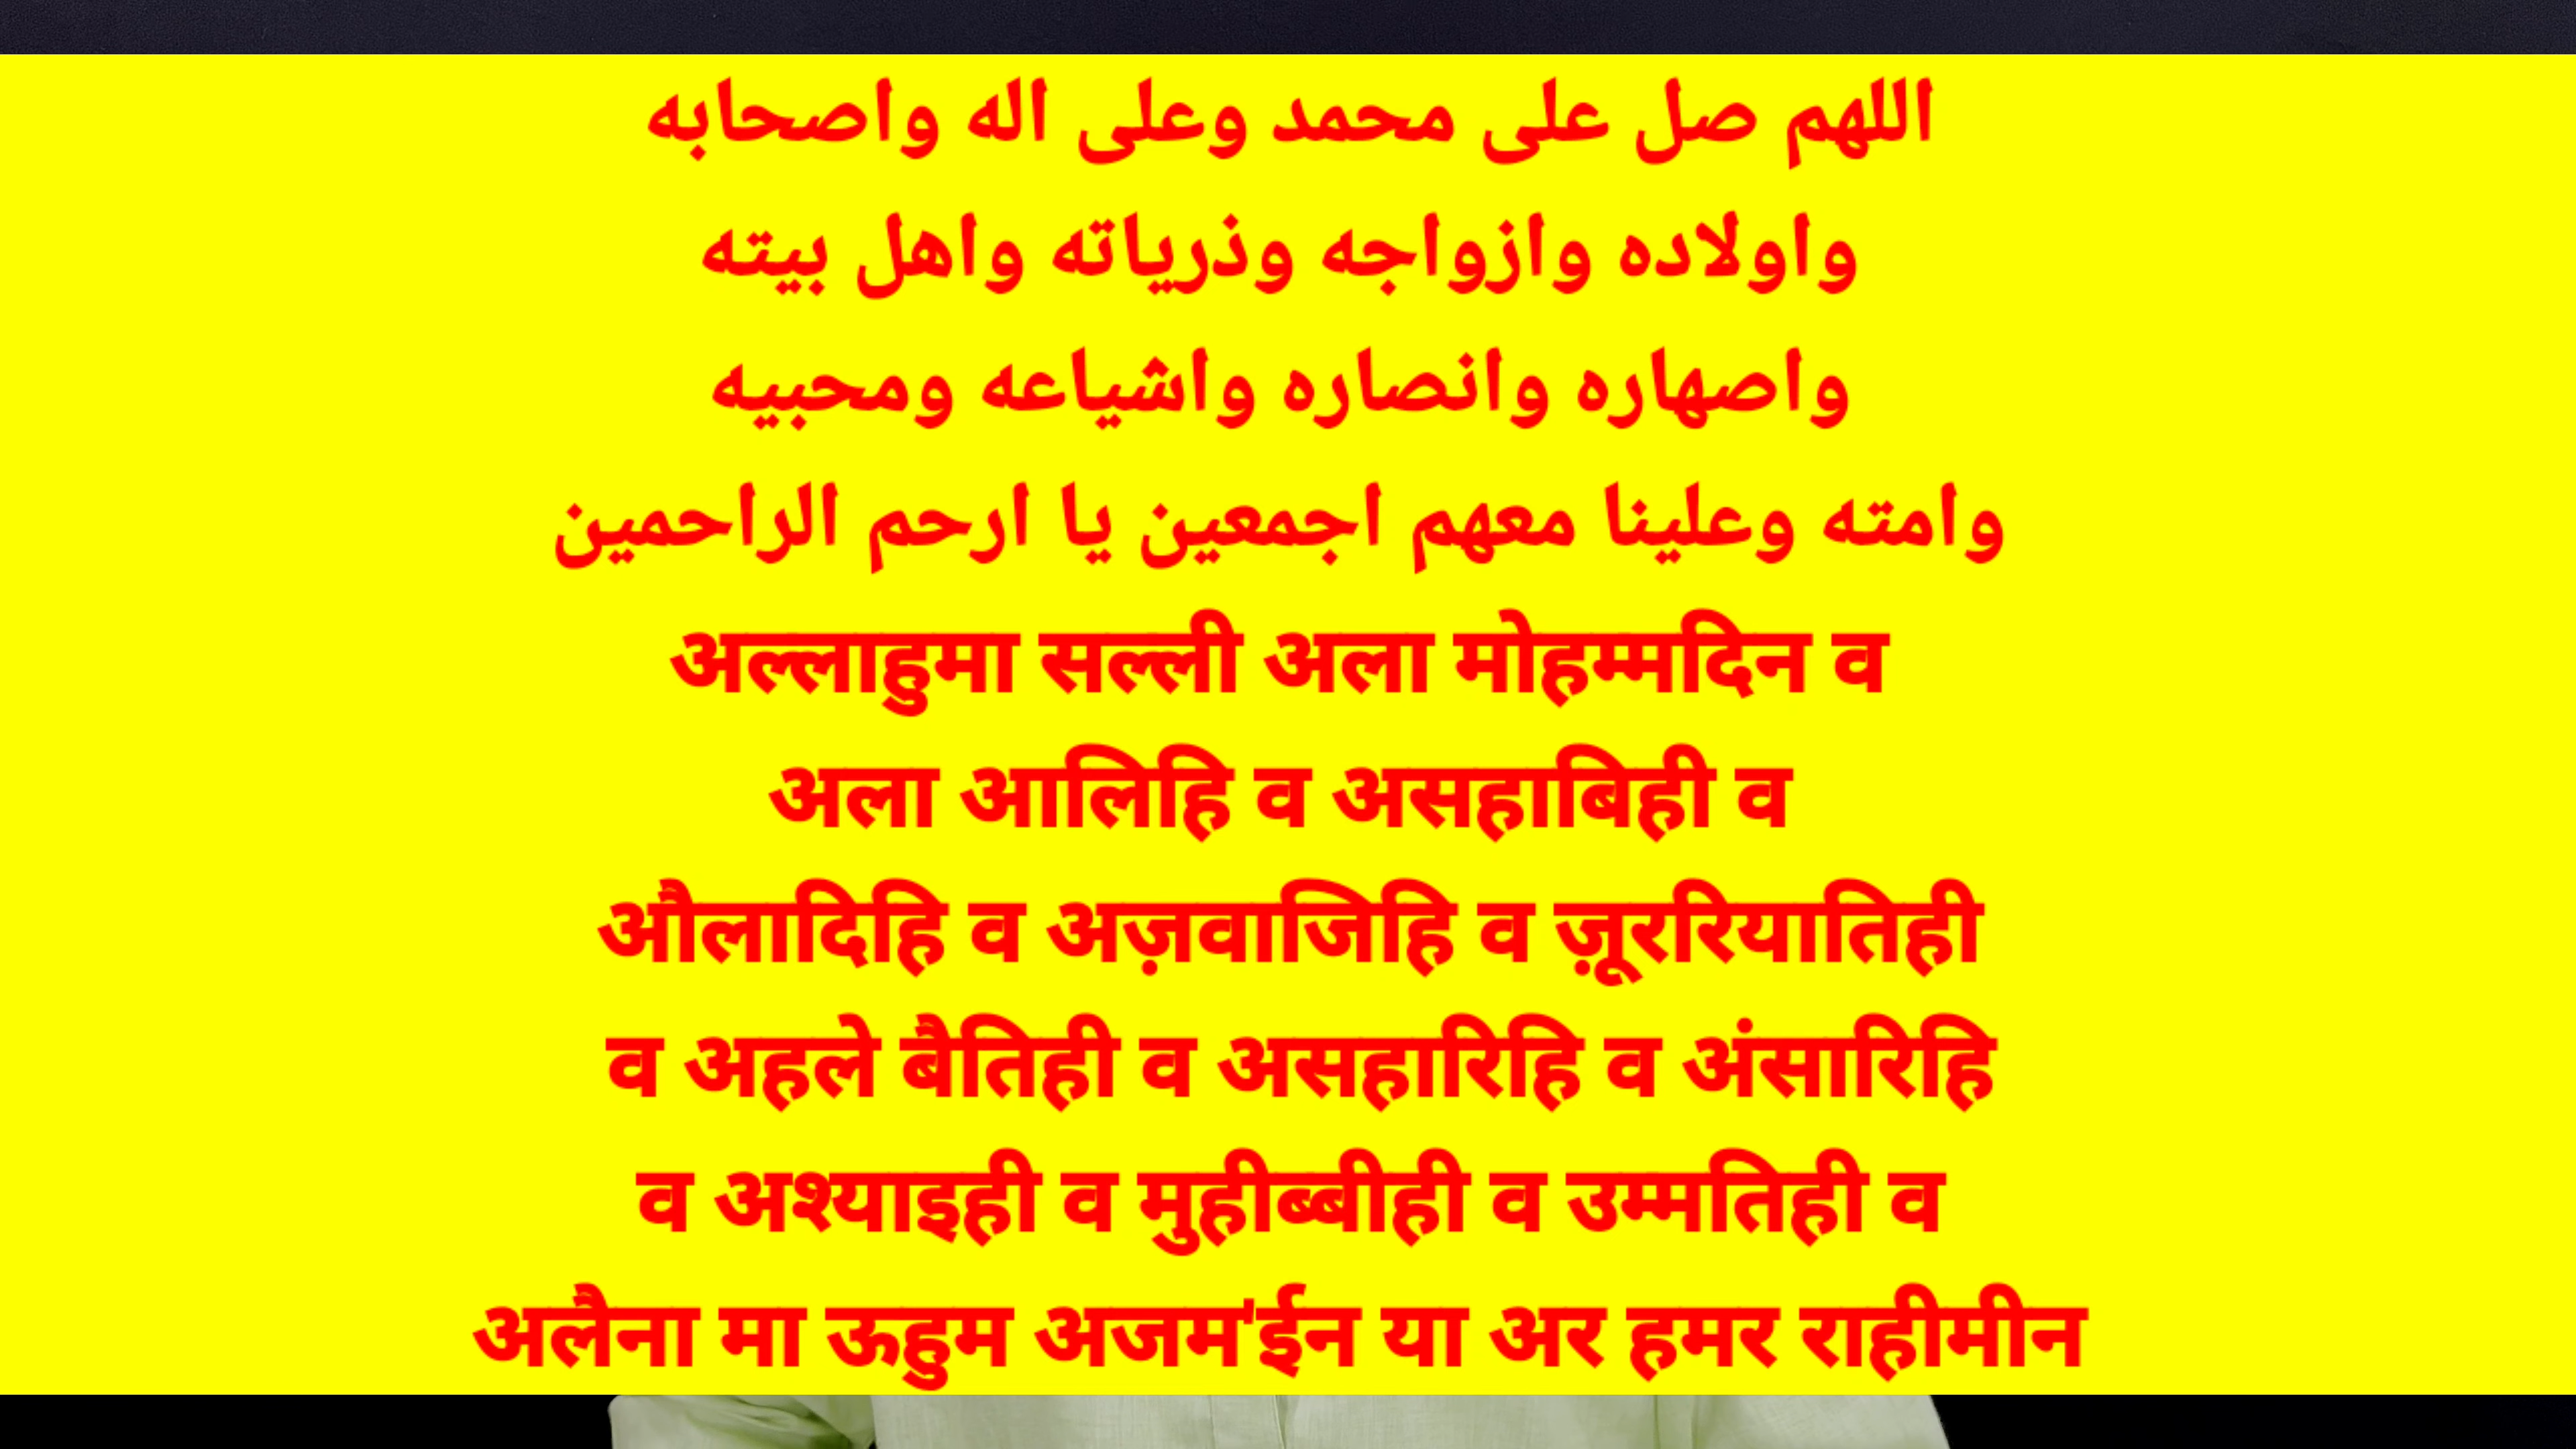 اللهم صل على محمد وعلى اله واصحابه
واولاده وازواجه وذرياته واهل بيته
واصهاره وانصاره واشياعه ومحبيه
وامته وعلينا معهم اجمعين يا ارحم الراحمين
अल्लाहुमा सल्ली अला मोहम्मदिन व
अला आलिहि व असहाबिही व
औलादिहि व अज़वाजिहि व ज़ूररियातिही
व अहले बैतिही व असहारिहि व अंसारिहि
व अश्याइही व मुहीब्बीही व उम्मतिही व
अलैना मा ऊहुम अजम'ईन या अर हमर राहीमीन